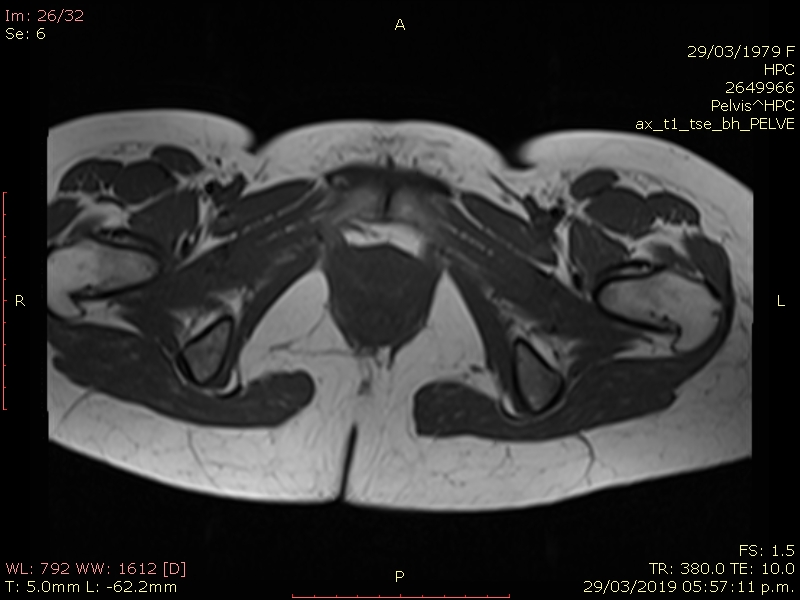 Im: 26/32
Se: 6
A
29/03/1979 F
HPC
2649966
Pelvis^HPC
ax_t1_tse_bh_PELVE
R
L
WL: 792 WW: 1612 [D]
T: 5.0mm L: -62.2mm
P
FS: 1.5
TR: 380.0 TE: 10.0
29/03/2019 05:57:11 p.m.